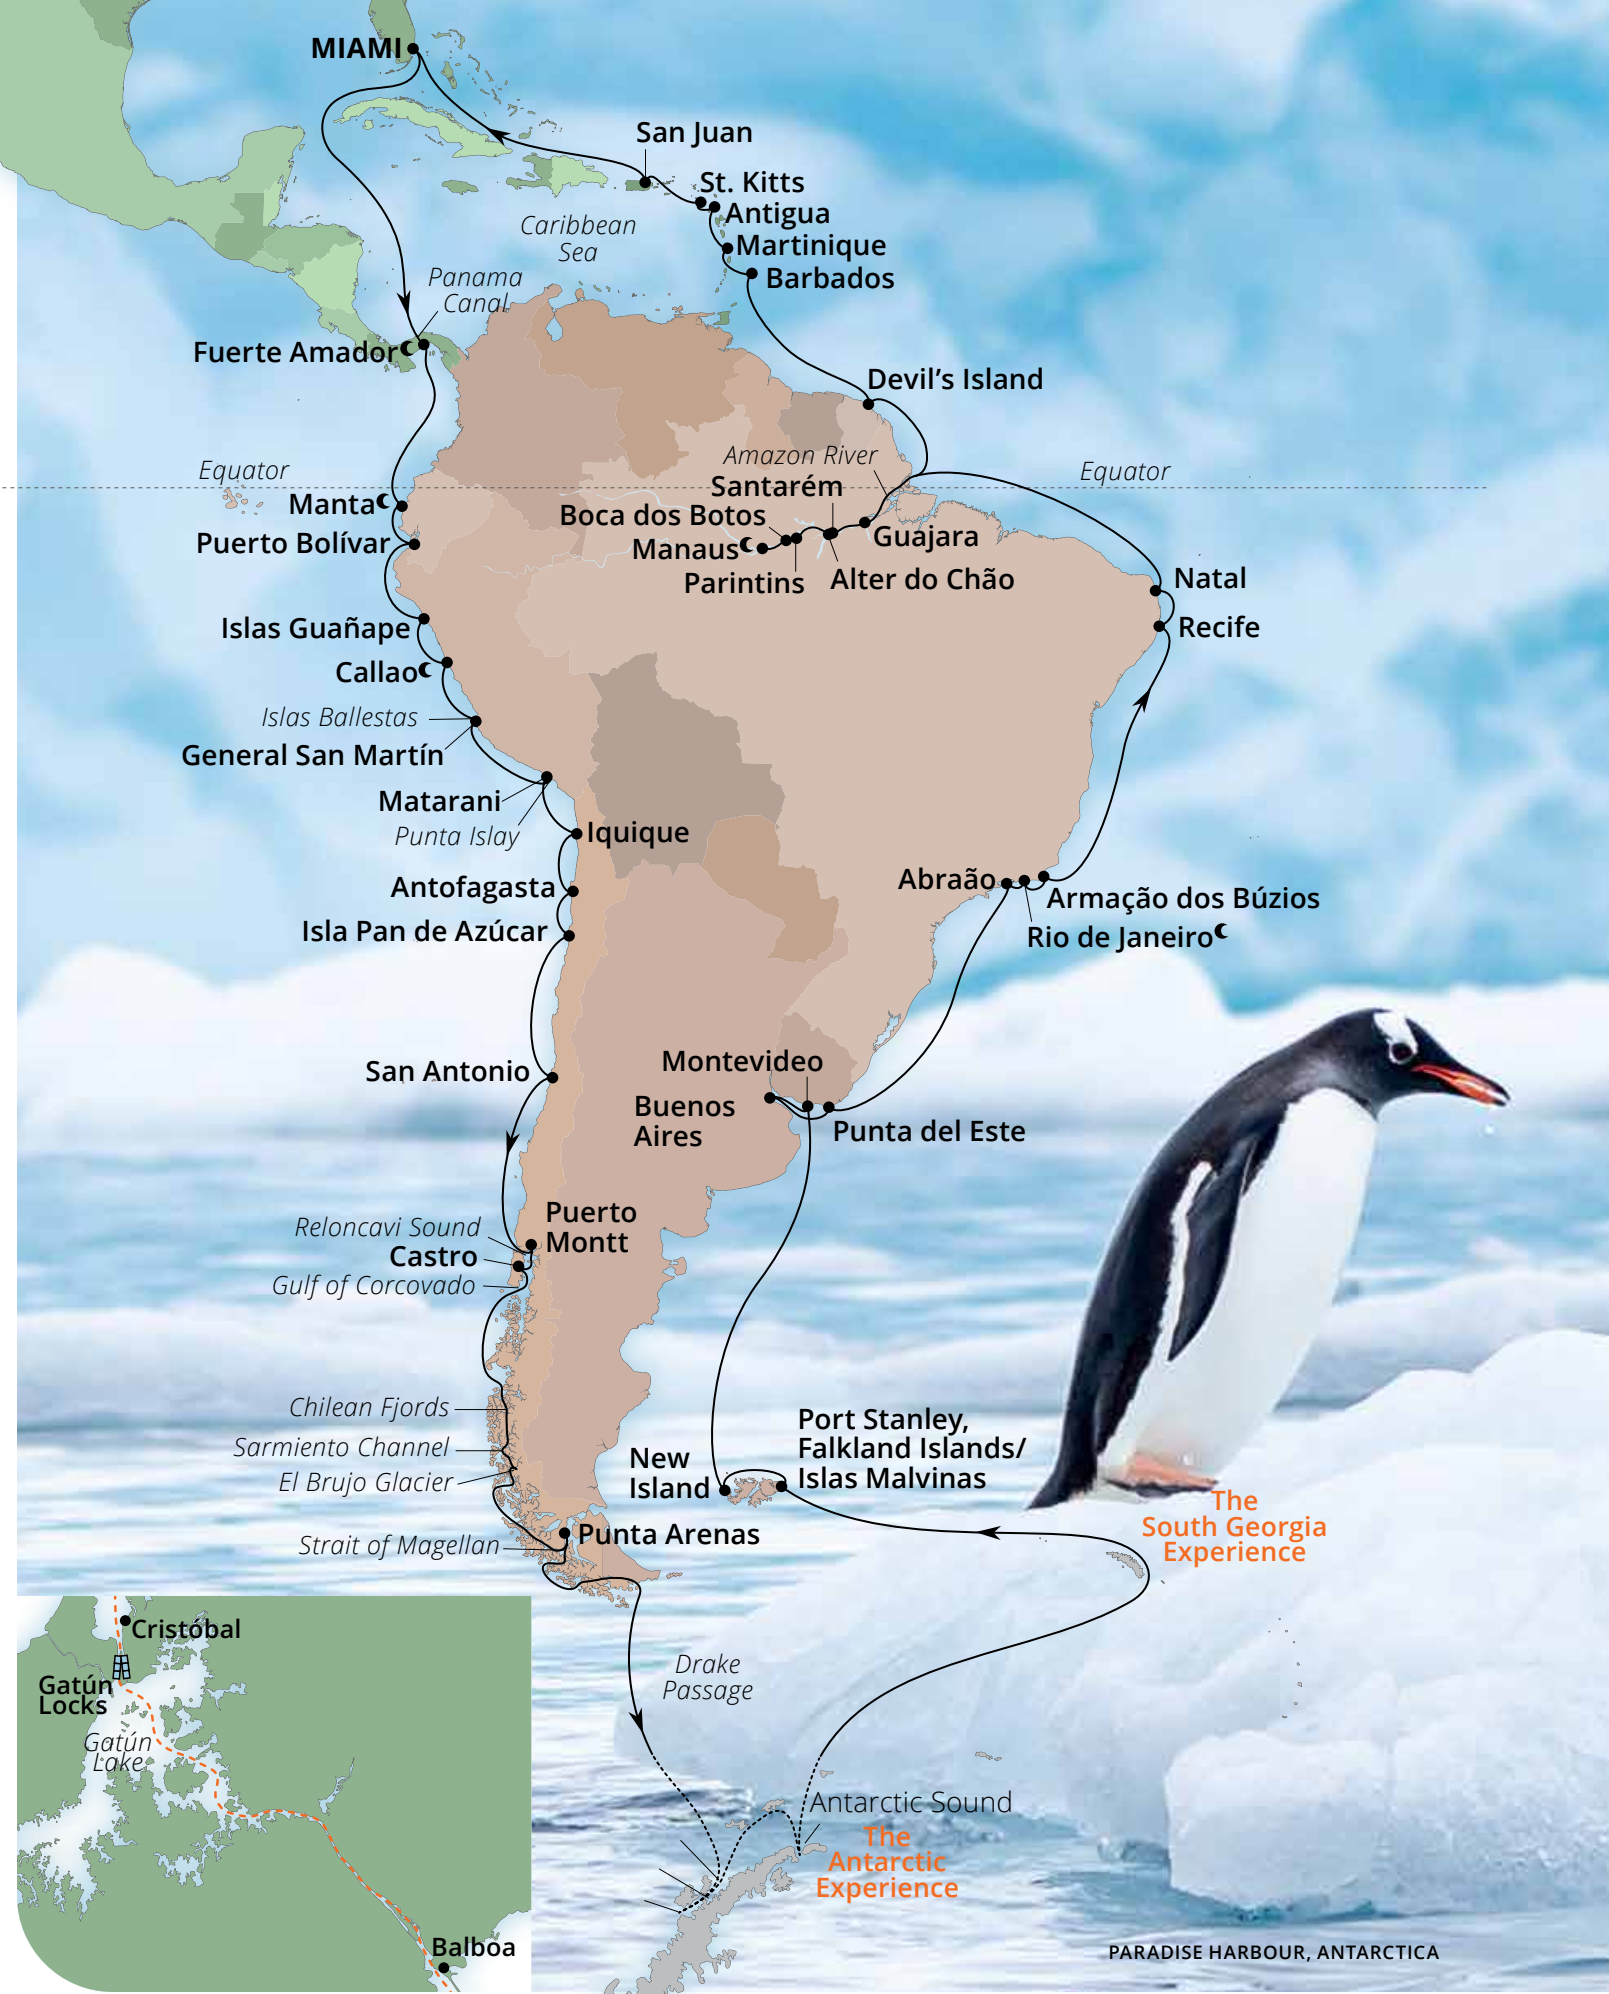 MIAMI
San Juan
St. Kitts
Antigua
Martinique
Barbados
Caribbean
Sea
Panama
Canal
Fuerte Amador
Devil's Island
Equator
Amazon River
Equator
Santarém
Manta
Boca dos Botos
Puerto Bolívar
Manaus
Guajara
Parintins
Alter do Chão
Natal
Recife
Islas Guañape
Callao
Islas Ballestas
General San Martín
Matarani
Punta Islay
Iquique
Antofagasta
Isla Pan de Azúcar
Abraão
Armação dos Búzios
Rio de Janeiro
San Antonio
Montevideo
Buenos
Aires
Punta del Este
Puerto
Montt
Reloncavi Sound
Castro
Gulf of Corcovado
Chilean Fjords
Sarmiento Channel
El Brujo Glacier
Strait of Magellan
Punta Arenas
New
Island
Port Stanley,
Falkland Islands/
Islas Malvinas
The
South Georgia
Experience
Drake
Passage
Antarctic Sound
The
Antarctic
Experience
Cristóbal
Gatún
Locks
Gatún
Lake
Balboa
PARADISE HARBOUR, ANTARCTICA